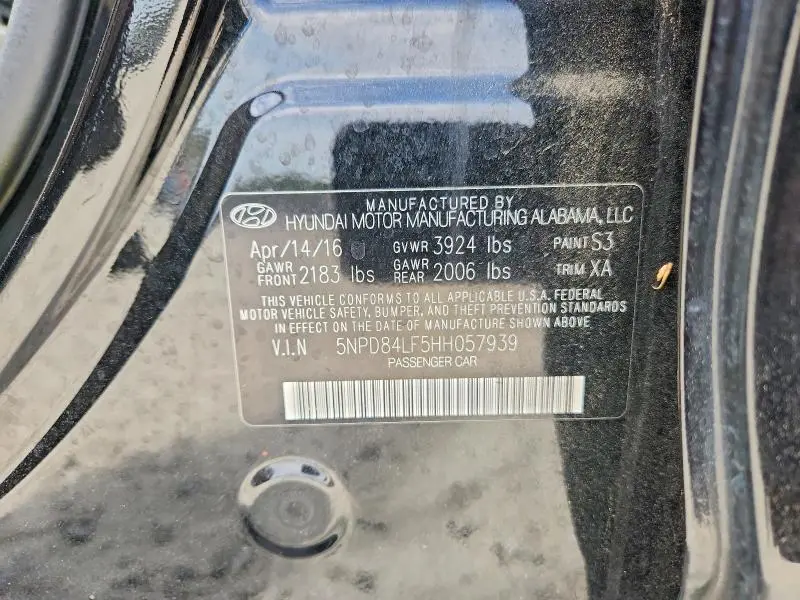 MANUFACTURED BY
HYUNDAI MOTOR MANUFACTURING ALABAMA, LLC
Apr/14/16 GVWR 3924 lbs PAINT S3
GAWR FRONT 2183 lbs GAWR REAR 2006 lbs TRIM XA
THIS VEHICLE CONFORMS TO ALL APPLICABLE U.S.A. FEDERAL
MOTOR VEHICLE SAFETY, BUMPER, AND THEFT PREVENTION STANDARDS
IN EFFECT ON THE DATE OF MANUFACTURE SHOWN ABOVE
V.I.N 5NPD84LF5HH057939
PASSENGER CAR